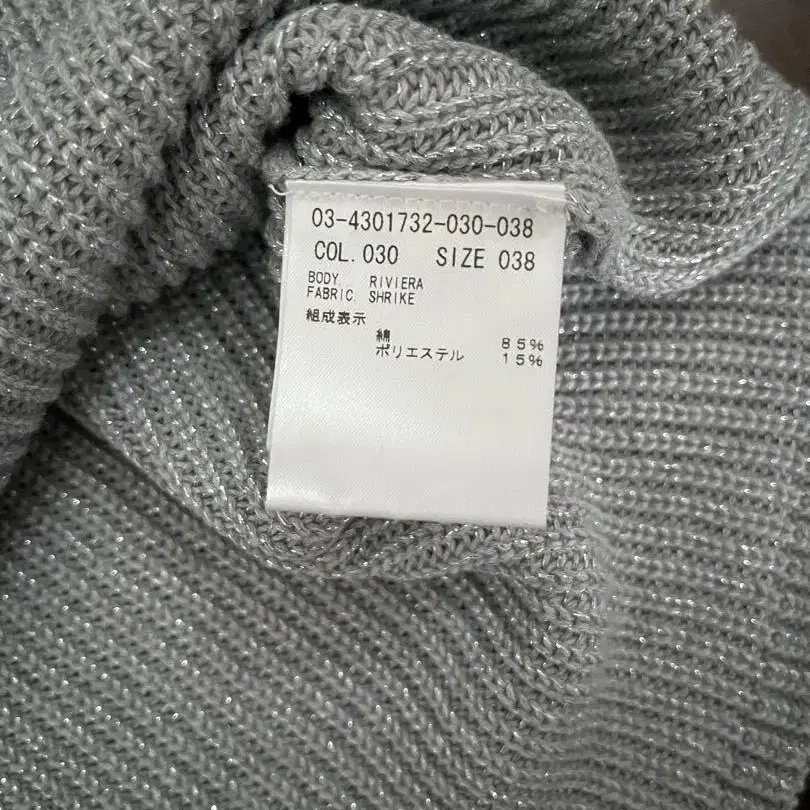 03-4301732-030-038
COL.030 SIZE 038
BODY RIVIERA
FABRIC SHRIKE
組成表示
綿 85%
ポリエステル 15%